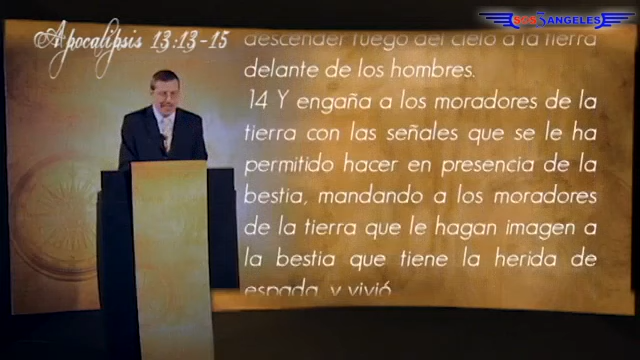 Apocalipsis 13:13-15
SOS ÁNGELES
descender fuego del cielo a la tierra
delante de los hombres.
14 Y engaña a los moradores de la
tierra con las señales que se le ha
permitido hacer en presencia de la
bestia, mandando a los moradores
de la tierra que le hagan imagen a
la bestia que tiene la herida de
espada, y vivió